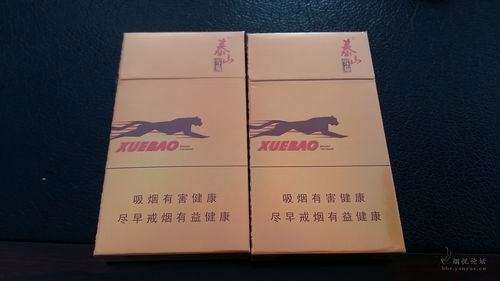 泰山
XUEBAO
吸烟有害健康
尽早戒烟有益健康
泰山
XUEBAO
吸烟有害健康
尽早戒烟有益健康
烟悦论坛
bbs.yanyue.cn